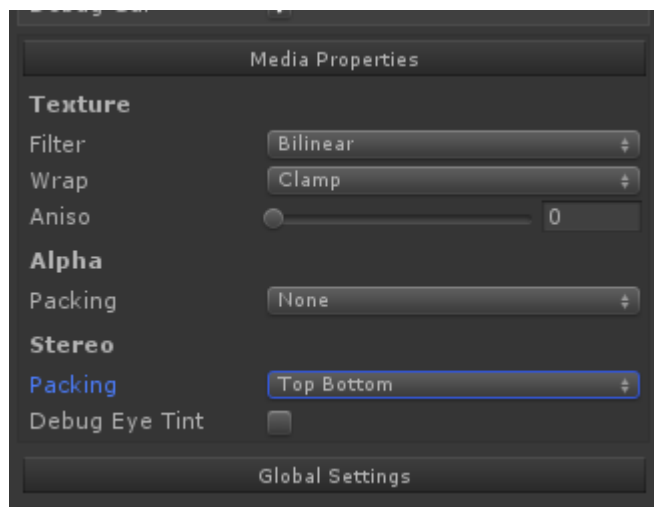 Media Properties
Texture
Filter Bilinear
Wrap Clamp
Aniso 0
Alpha
Packing None
Stereo
Packing Top Bottom
Debug Eye Tint
Global Settings